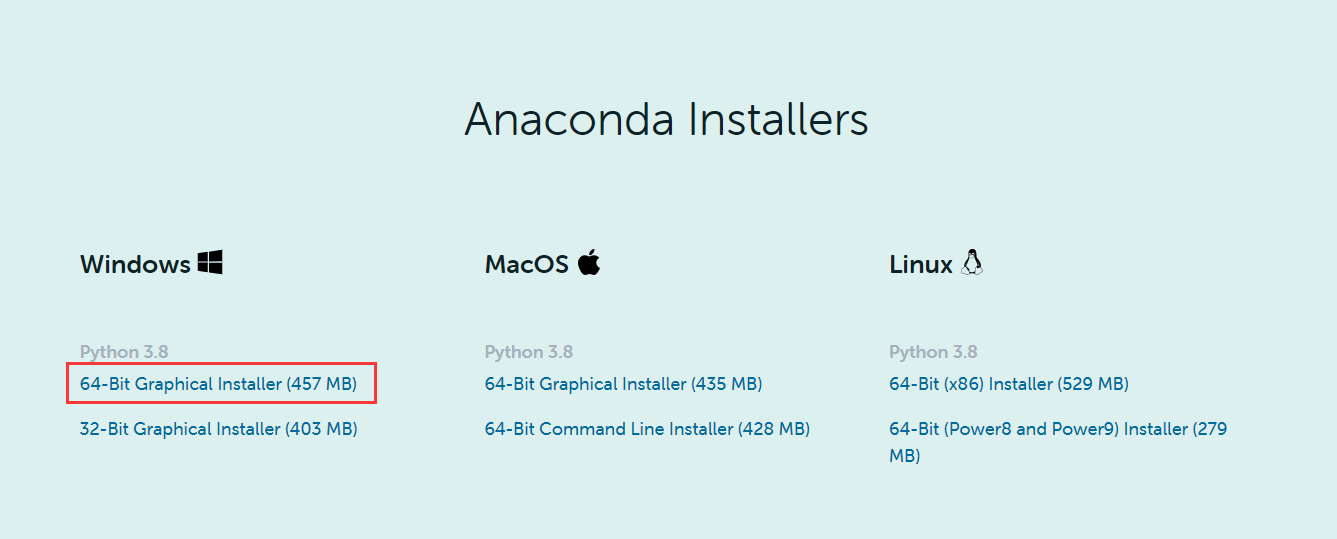 Anaconda Installers
Windows
Python 3.8
64-Bit Graphical Installer (457 MB)
32-Bit Graphical Installer (403 MB)
MacOS
Python 3.8
64-Bit Graphical Installer (435 MB)
64-Bit Command Line Installer (428 MB)
Linux
Python 3.8
64-Bit (x86) Installer (529 MB)
64-Bit (Power8 and Power9) Installer (279
MB)